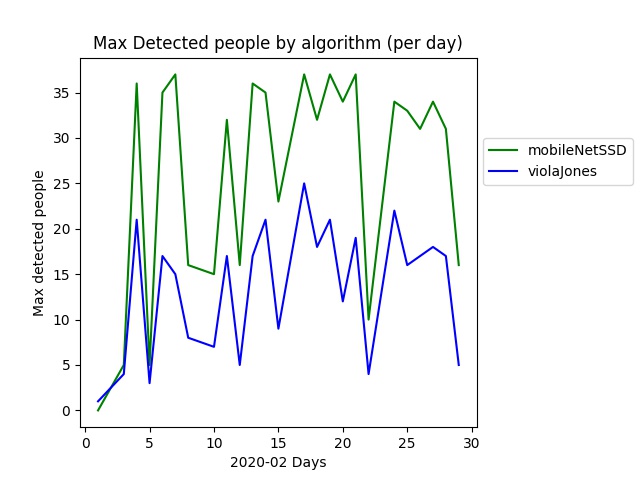 Max Detected people by algorithm (per day)
35
30
25
20
15
10
5
0
Max detected people
0 5 10 15 20 25 30
2020-02 Days
mobileNetSSD
violaJones